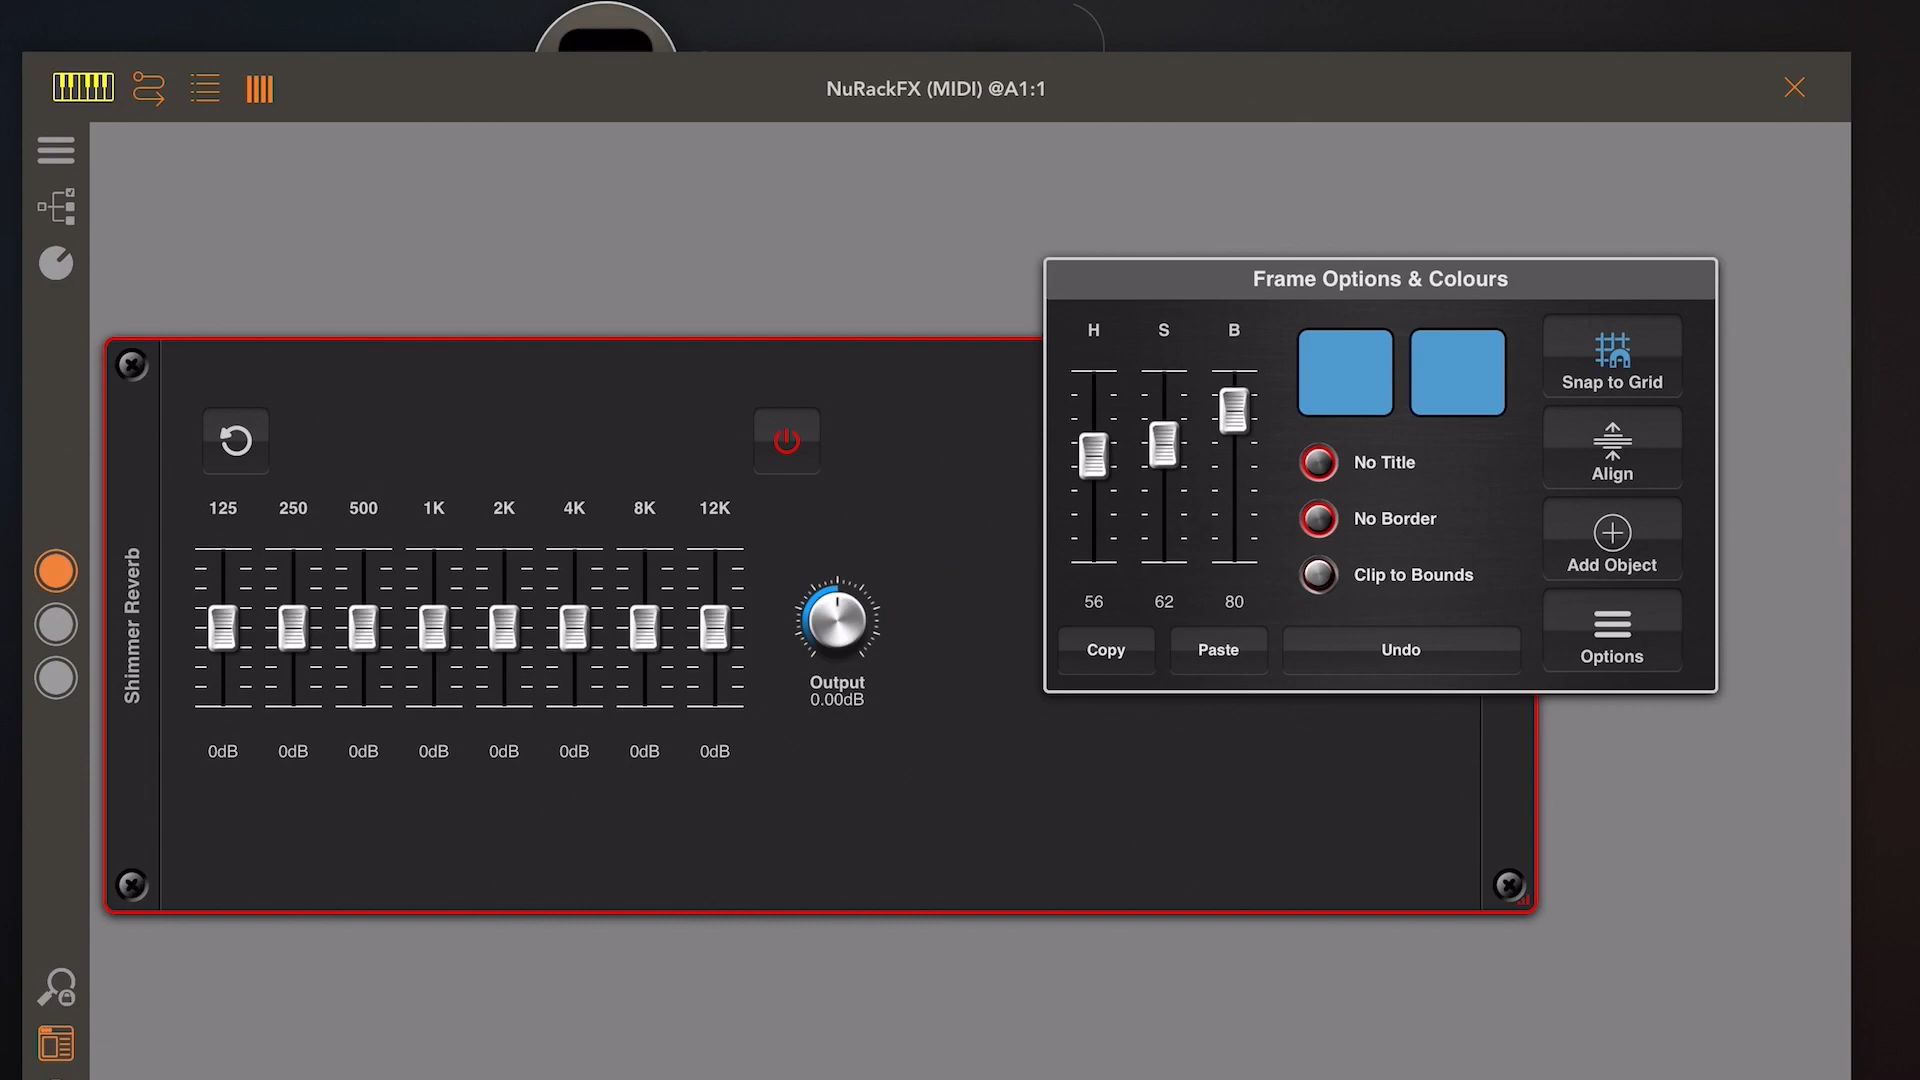 NuRackFX (MIDI) @A1:1
Frame Options & Colours
H S B
Snap to Grid
No Title
Align
No Border
Add Object
Clip to Bounds
56 62 80
Copy Paste Undo
Options
125 250 500 1K 2K 4K 8K 12K
Shimmer Reverb
Output
0.00dB
0dB 0dB 0dB 0dB 0dB 0dB 0dB 0dB